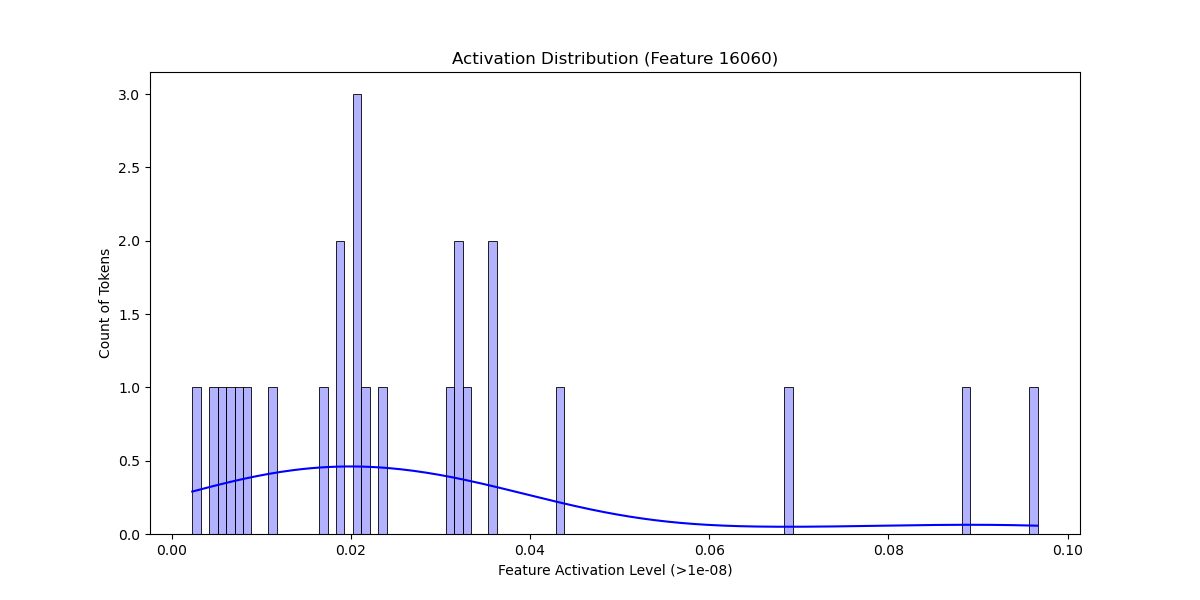 Activation Distribution (Feature 16060)
3.0
2.5
2.0
1.5
1.0
0.5
0.0
Count of Tokens
0.00 0.02 0.04 0.06 0.08 0.10
Feature Activation Level (>1e-08)